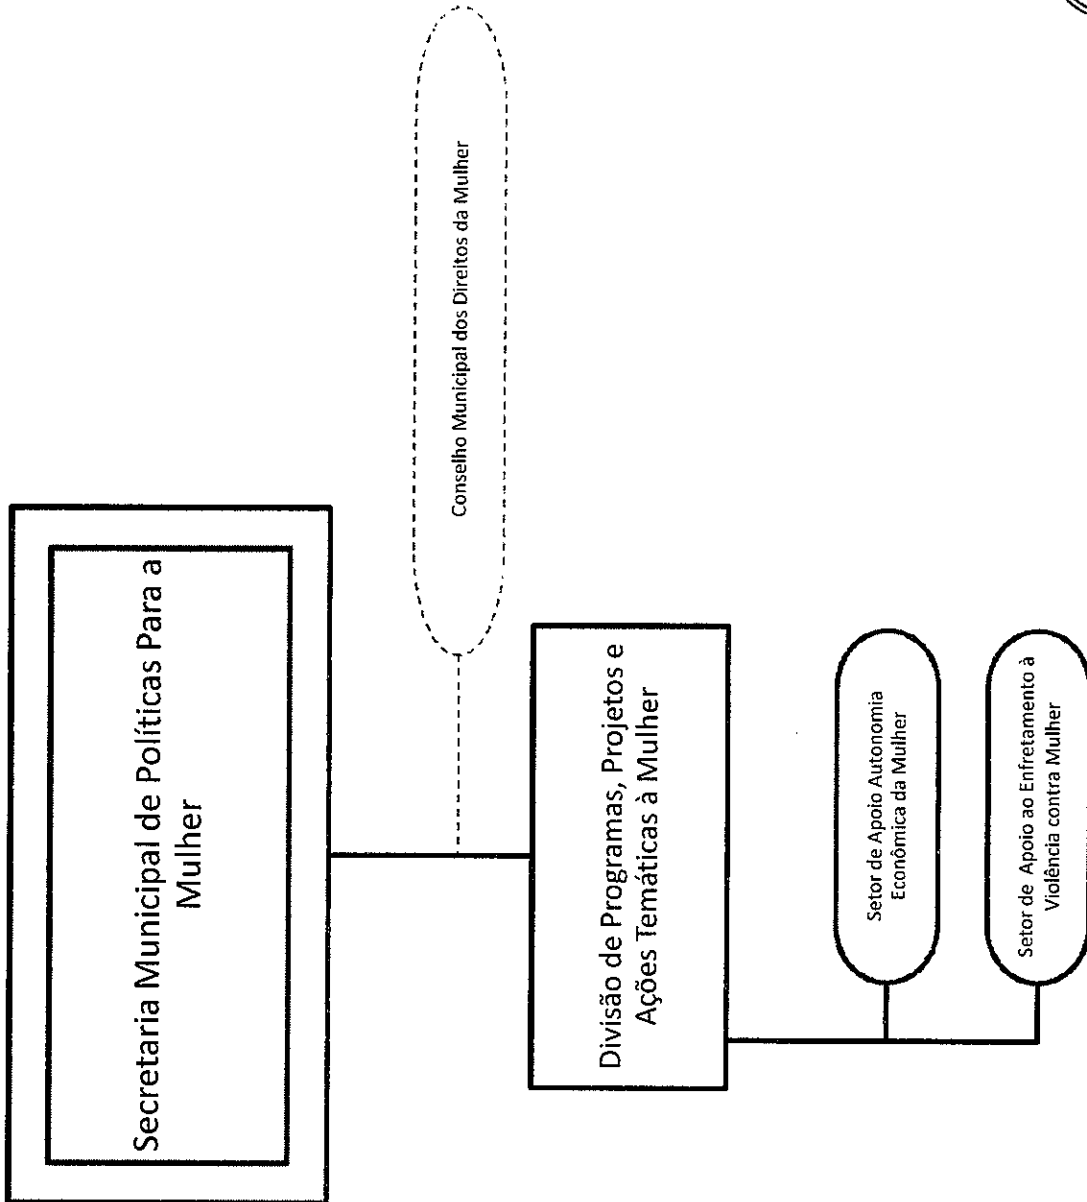 Secretaria Municipal de Políticas Para a
Mulher
Conselho Municipal dos Direitos da Mulher
Divisão de Programas, Projetos e
Ações Temáticas à Mulher
Setor de Apoio Autonomia
Econômica da Mulher
Setor de Apoio ao Enfretamento à
Violência contra Mulher